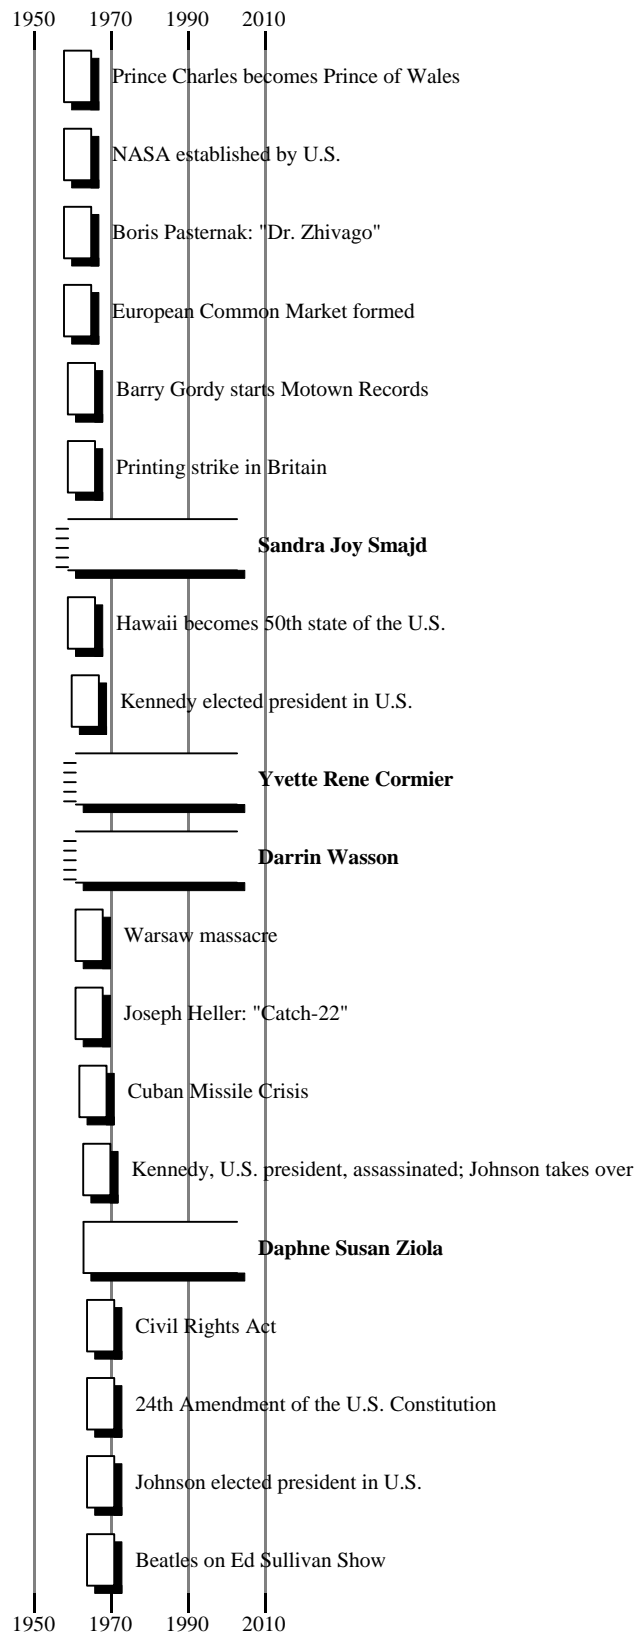 1950 1970 1990 2010
Prince Charles becomes Prince of Wales
NASA established by U.S.
Boris Pasternak: "Dr. Zhivago"
European Common Market formed
Barry Gordy starts Motown Records
Printing strike in Britain
Sandra Joy Smajd
Hawaii becomes 50th state of the U.S.
Kennedy elected president in U.S.
Yvette Rene Cormier
Darrin Wasson
Warsaw massacre
Joseph Heller: "Catch-22"
Cuban Missile Crisis
Kennedy, U.S. president, assassinated; Johnson takes over
Daphne Susan Ziola
Civil Rights Act
24th Amendment of the U.S. Constitution
Johnson elected president in U.S.
Beatles on Ed Sullivan Show
1950 1970 1990 2010